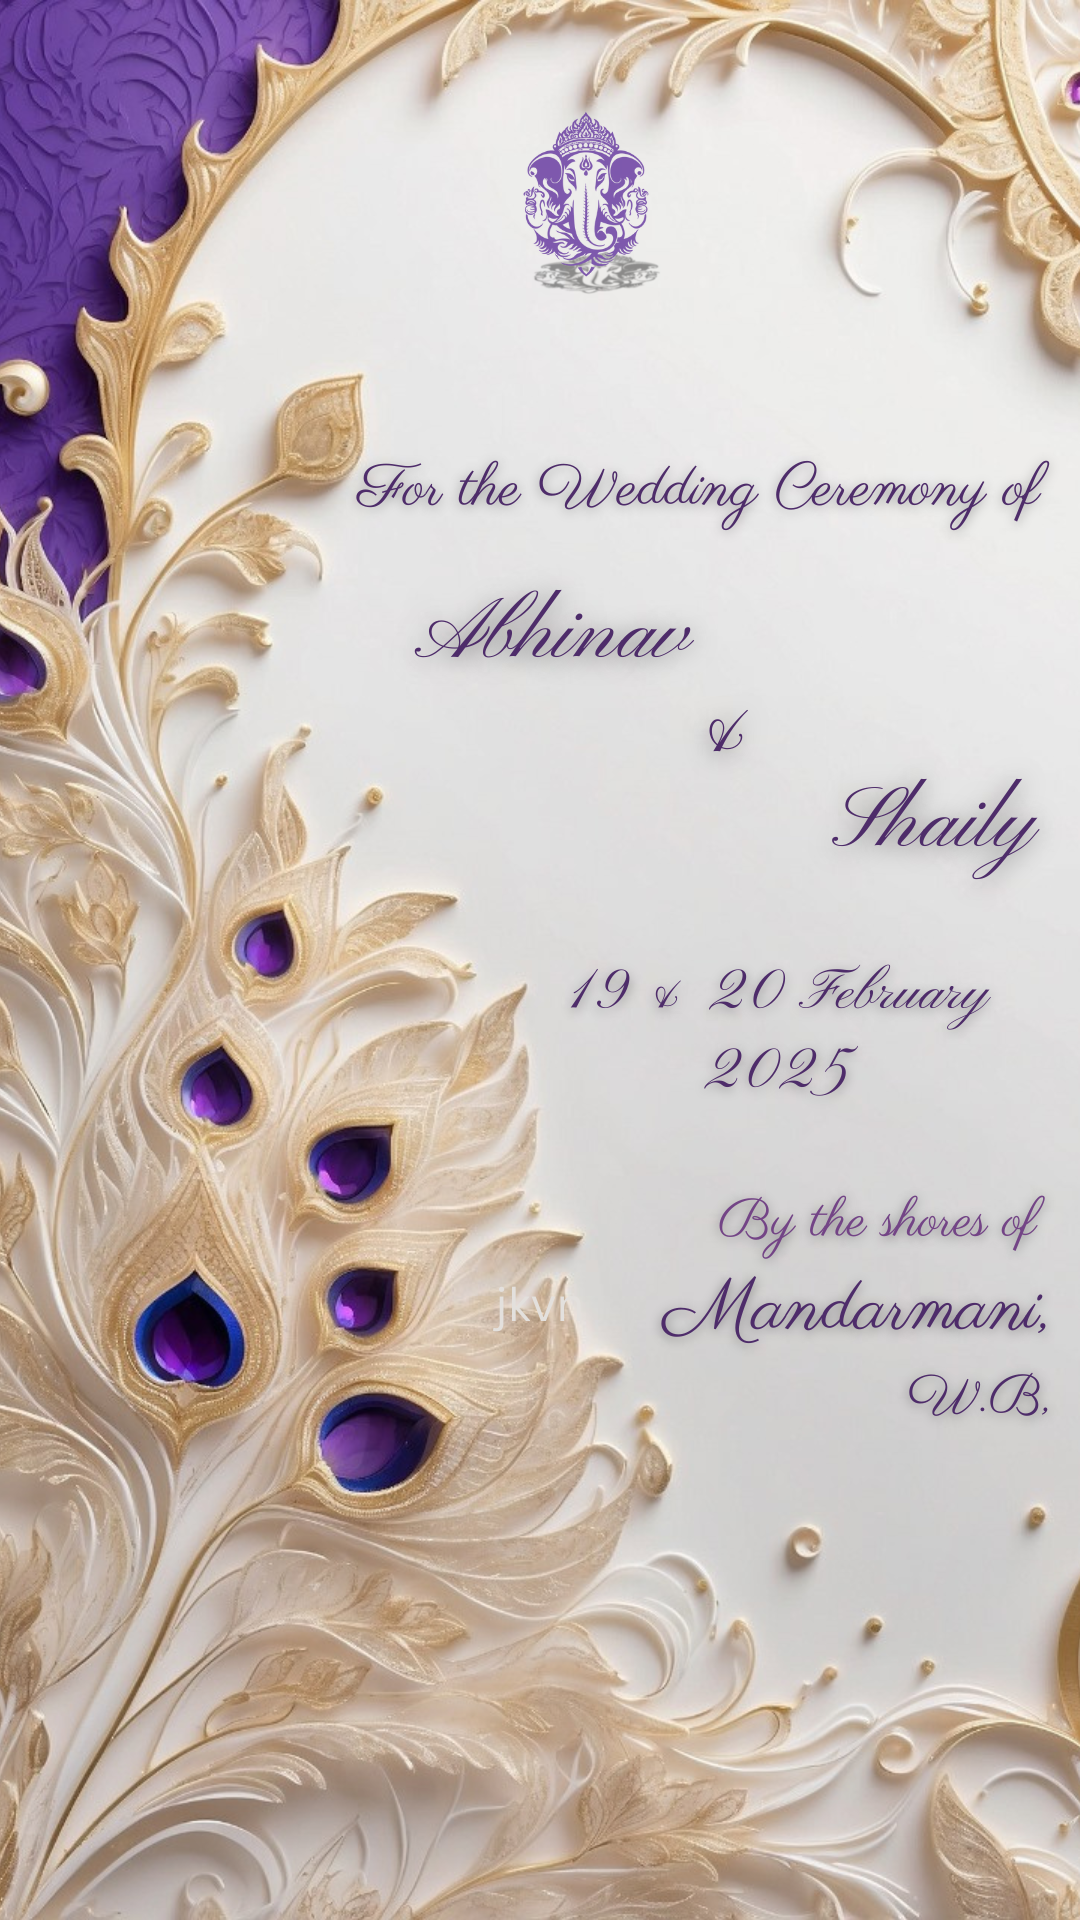 For the Wedding Ceremony of
Abhinav
&
Shaily
19 & 20 February
2025
By the shores of
Mandarmani,
W.B,